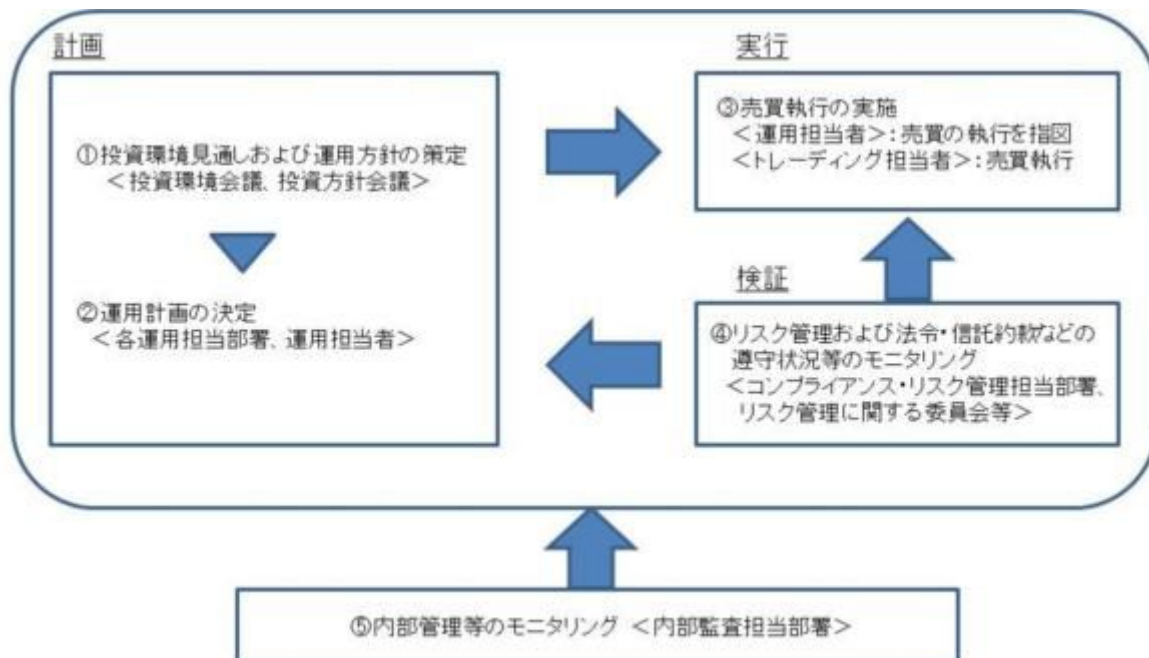 計画
①投資環境見通しおよび運用方針の策定
<投資環境会議、投資方針会議>
②運用計画の決定
<各運用担当部署、運用担当者>
実行
③売買執行の実施
<運用担当者>:売買の執行を指図
<トレーディング担当者>:売買執行
検証
④リスク管理および法令・信託約款などの
遵守状況等のモニタリング
<コンプライアンス・リスク管理担当部署、
リスク管理に関する委員会等>
⑤内部管理等のモニタリング <内部監査担当部署>